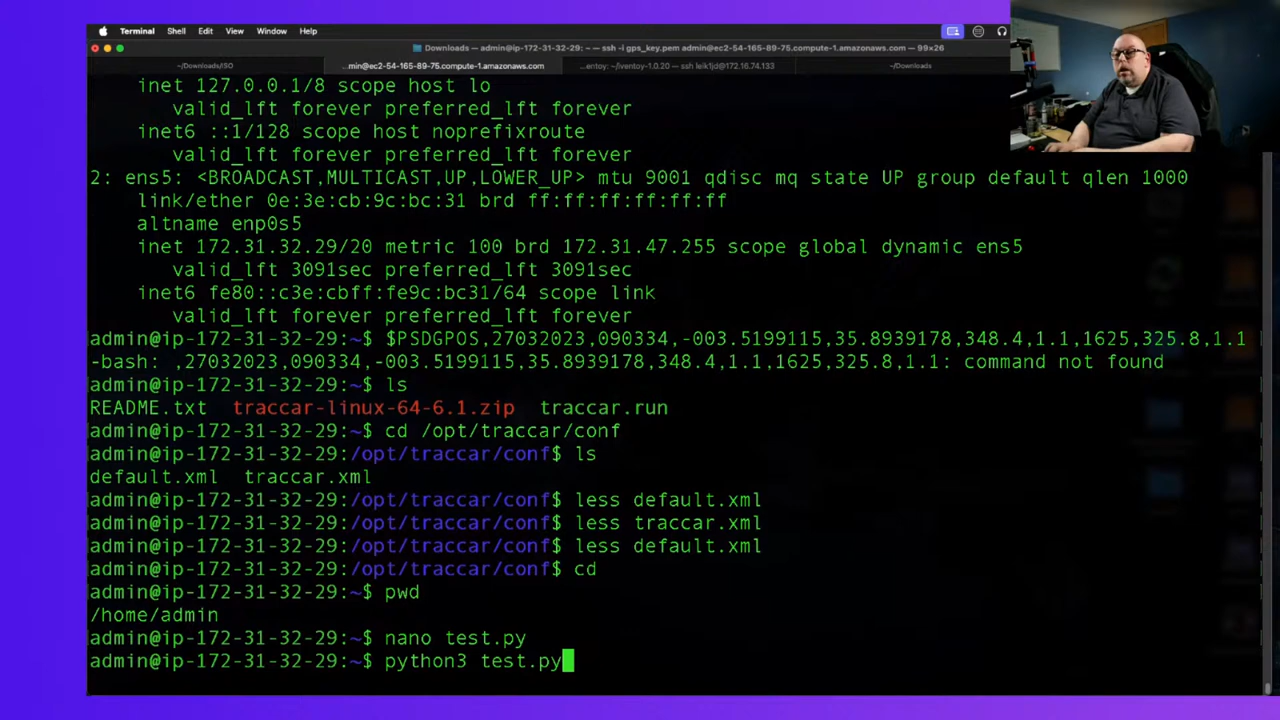 Terminal Shell Edit View Window Help
Downloads — admin@ip-172-31-32-29: ~ — ssh -i gps_key.pem admin@ec2-54-165-89-75.compute-1.amazonaws.com — 99×26
~/Downloads/ISO ...min@ec2-54-165-89-75.compute-1.amazonaws.com ...entoy: ~/iventoy-1.0.20 — ssh leik1jd@172.16.74.133 ~/Downloads
inet 127.0.0.1/8 scope host lo
valid_lft forever preferred_lft forever
inet6 ::1/128 scope host noprefixroute
valid_lft forever preferred_lft forever
2: ens5: <BROADCAST,MULTICAST,UP,LOWER_UP> mtu 9001 qdisc mq state UP group default qlen 1000
link/ether 0e:3e:cb:9c:bc:31 brd ff:ff:ff:ff:ff:ff
altname enp0s5
inet 172.31.32.29/20 metric 100 brd 172.31.47.255 scope global dynamic ens5
valid_lft 3091sec preferred_lft 3091sec
inet6 fe80::c3e:cbff:fe9c:bc31/64 scope link
valid_lft forever preferred_lft forever
admin@ip-172-31-32-29:~$ $PSDGPOS,27032023,090334,-003.5199115,35.8939178,348.4,1.1,1625,325.8,1.1
-bash: ,27032023,090334,-003.5199115,35.8939178,348.4,1.1,1625,325.8,1.1: command not found
admin@ip-172-31-32-29:~$ ls
README.txt traccar-linux-64-6.1.zip traccar.run
admin@ip-172-31-32-29:~$ cd /opt/traccar/conf
admin@ip-172-31-32-29:/opt/traccar/conf$ ls
default.xml traccar.xml
admin@ip-172-31-32-29:/opt/traccar/conf$ less default.xml
admin@ip-172-31-32-29:/opt/traccar/conf$ less traccar.xml
admin@ip-172-31-32-29:/opt/traccar/conf$ less default.xml
admin@ip-172-31-32-29:/opt/traccar/conf$ cd
admin@ip-172-31-32-29:~$ pwd
/home/admin
admin@ip-172-31-32-29:~$ nano test.py
admin@ip-172-31-32-29:~$ python3 test.py